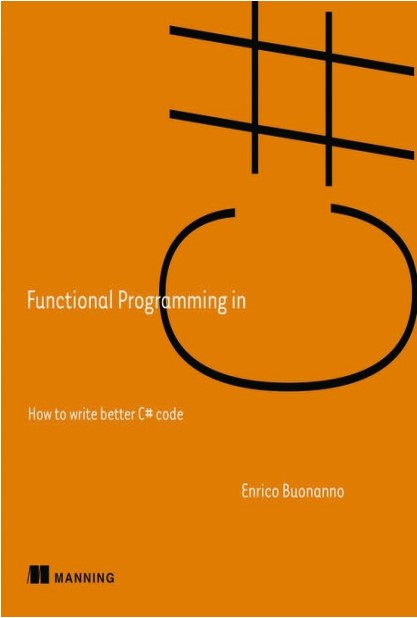 Functional Programming in C#
How to write better C# code
Enrico Buonanno
MANNING